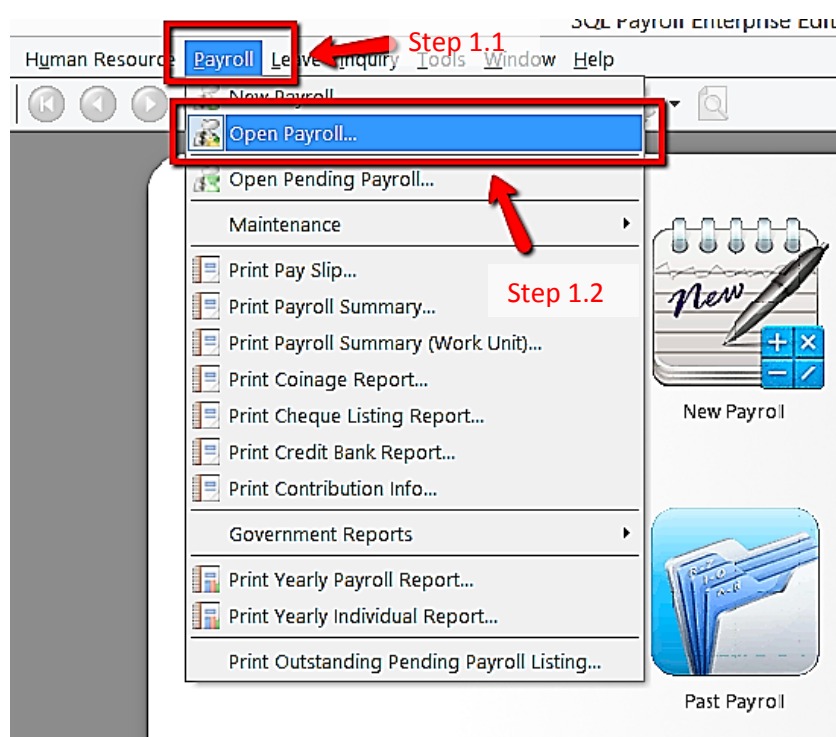 SQL Payroll Enterprise Edit
Step 1.1
Human Resource Payroll Leave Inquiry Tools Window Help
New Payroll
Open Payroll...
Open Pending Payroll...
Maintenance
Print Pay Slip...
Step 1.2
Print Payroll Summary...
Print Payroll Summary (Work Unit)...
Print Coinage Report...
Print Cheque Listing Report...
Print Credit Bank Report...
Print Contribution Info...
Government Reports
Print Yearly Payroll Report...
Print Yearly Individual Report...
Print Outstanding Pending Payroll Listing...
New
New Payroll
Past Payroll